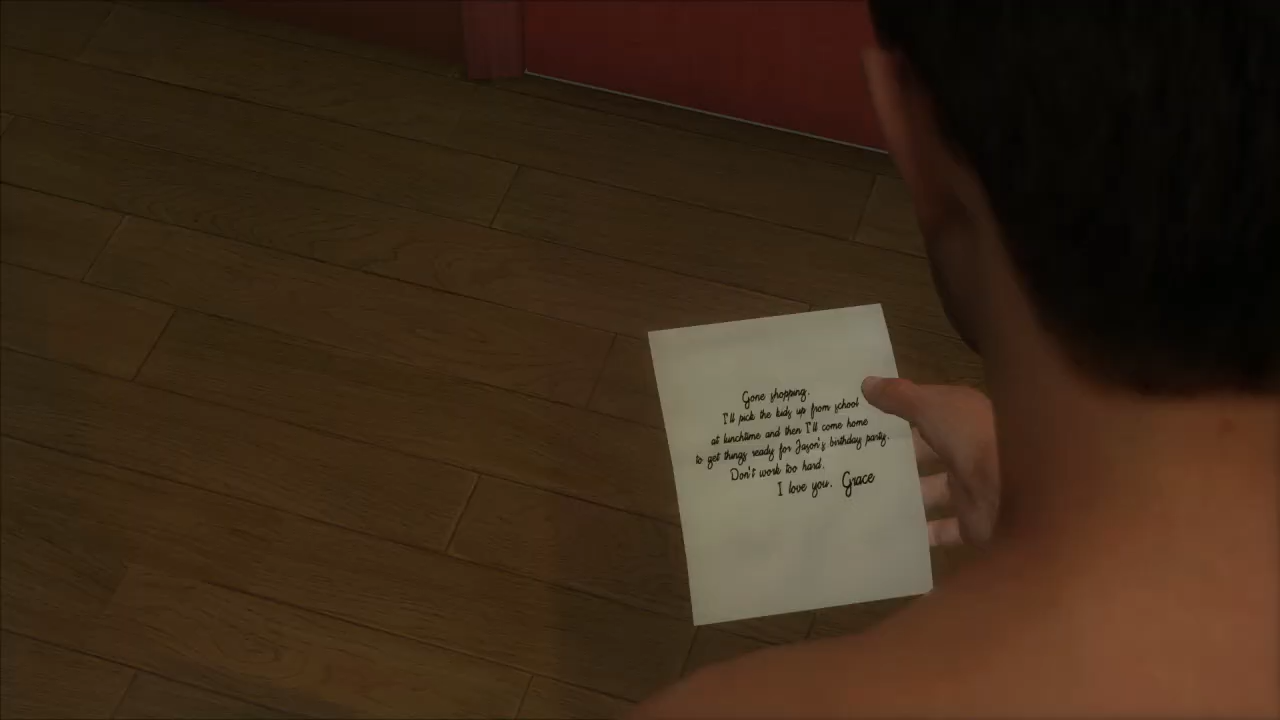 Gone shopping.
I'll pick the kids up from school
at lunchtime and then I'll come home
to get things ready for Jason's birthday party.
Don't work too hard.
I love you. Grace